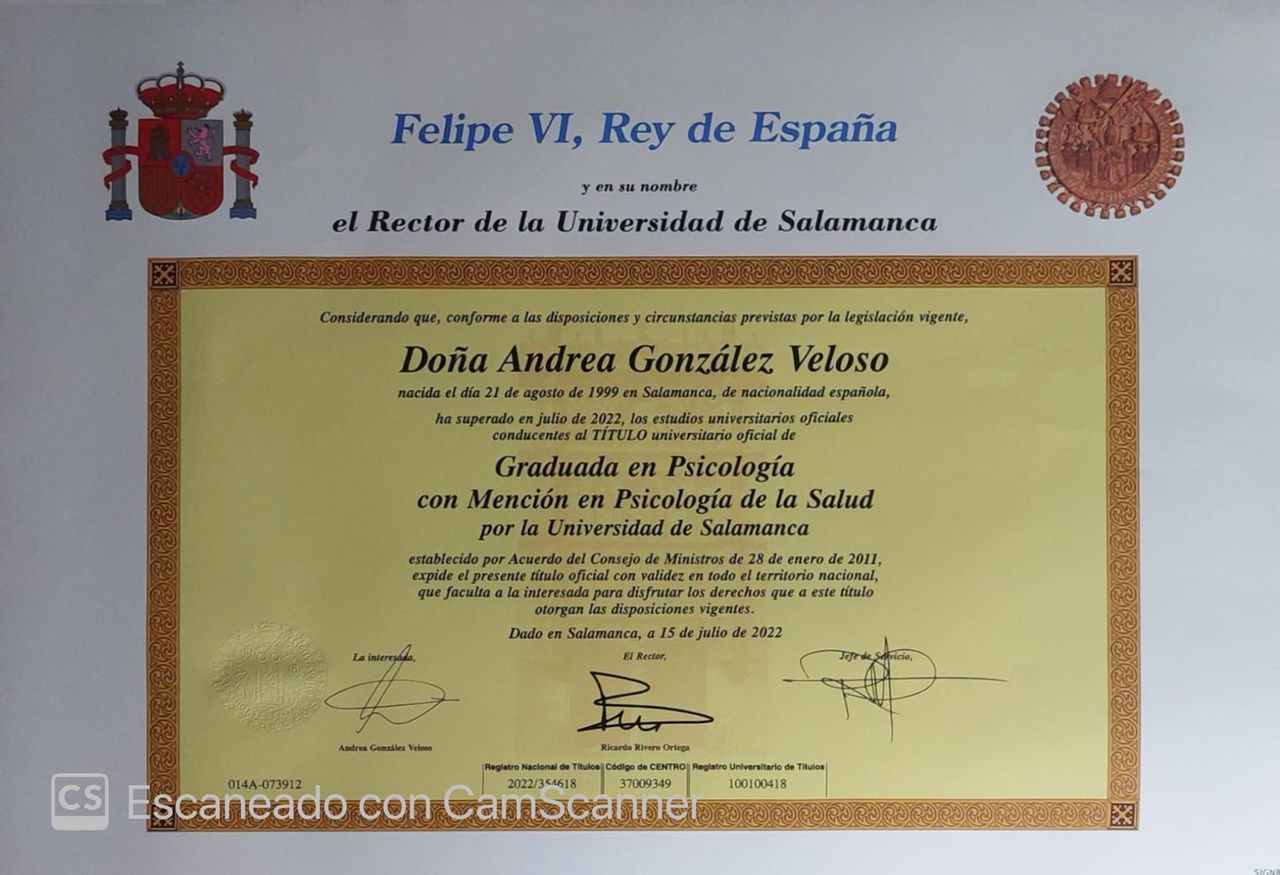 Felipe VI, Rey de España
y en su nombre
el Rector de la Universidad de Salamanca
Considerando que, conforme a las disposiciones y circunstancias previstas por la legislación vigente,
Doña Andrea González Veloso
nacida el día 21 de agosto de 1999 en Salamanca, de nacionalidad española,
ha superado en julio de 2022, los estudios universitarios oficiales
conducentes al TÍTULO universitario oficial de
Graduada en Psicología
con Mención en Psicología de la Salud
por la Universidad de Salamanca
establecido por Acuerdo del Consejo de Ministros de 28 de enero de 2011,
expide el presente título oficial con validez en todo el territorio nacional,
que faculta a la interesada para disfrutar los derechos que a este título
otorgan las disposiciones vigentes.
Dado en Salamanca, a 15 de julio de 2022
La interesada, El Rector, Jefe de Servicio,
Andrea González Veloso Ricardo Rivero Ortega
Registro Nacional de Títulos Código de CENTRO Registro Universitario de Títulos
014A-073912 2022/354618 37009349 100100418
CS Escaneado con CamScanner